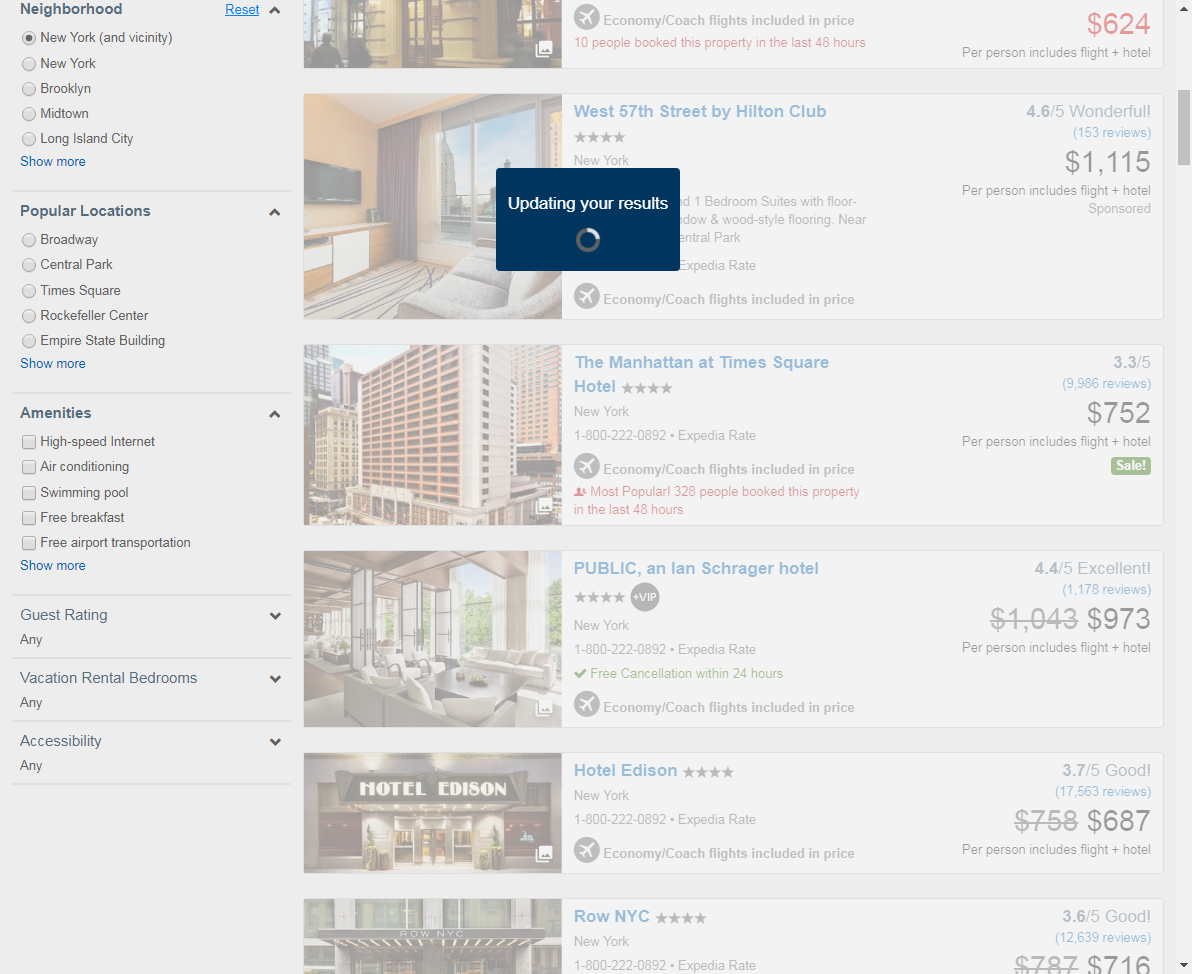 Neighborhood
Reset
New York (and vicinity)
New York
Brooklyn
Midtown
Long Island City
Show more
Popular Locations
Broadway
Central Park
Times Square
Rockefeller Center
Empire State Building
Show more
Amenities
High-speed Internet
Air conditioning
Swimming pool
Free breakfast
Free airport transportation
Show more
Guest Rating
Any
Vacation Rental Bedrooms
Any
Accessibility
Any
Economy/Coach flights included in price
10 people booked this property in the last 48 hours
$624
Per person includes flight + hotel
West 57th Street by Hilton Club
New York
1 Bedroom Suites with floor-
& wood-style flooring. Near
Park
Expedia Rate
Economy/Coach flights included in price
4.6/5 Wonderful!
(153 reviews)
$1,115
Per person includes flight + hotel
Sponsored
Updating your results
The Manhattan at Times Square
Hotel
New York
1-800-222-0892 • Expedia Rate
Economy/Coach flights included in price
Most Popular! 328 people booked this property
in the last 48 hours
3.3/5
(9,986 reviews)
$752
Per person includes flight + hotel
Sale!
PUBLIC, an Ian Schrager hotel
+VIP
New York
1-800-222-0892 • Expedia Rate
Free Cancellation within 24 hours
Economy/Coach flights included in price
4.4/5 Excellent!
(1,178 reviews)
$1,043 $973
Per person includes flight + hotel
HOTEL EDISON
Hotel Edison
New York
1-800-222-0892 • Expedia Rate
Economy/Coach flights included in price
3.7/5 Good!
(17,563 reviews)
$758 $687
Per person includes flight + hotel
ROW NYC
Row NYC
New York
1-800-222-0892 • Expedia Rate
3.6/5 Good!
(12,639 reviews)
$787 $716